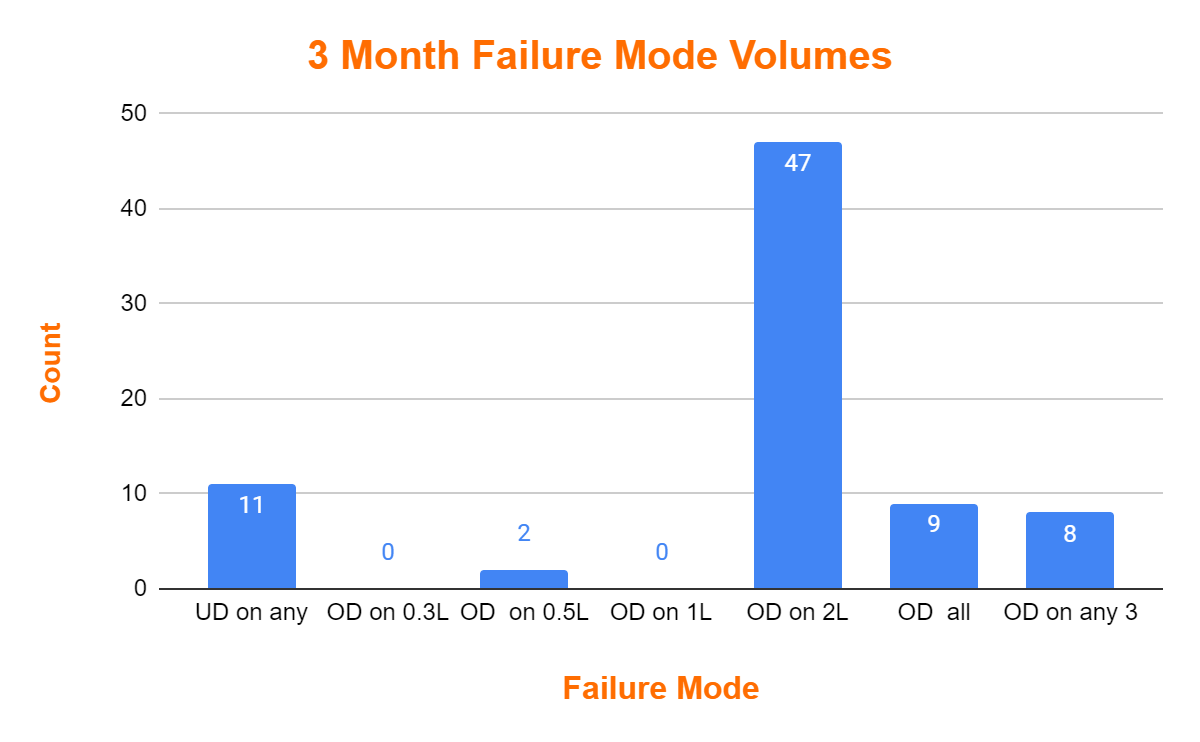 3 Month Failure Mode Volumes
50
40
30
20
10
0
Count
11
0
2
0
47
9
8
UD on any
OD on 0.3L
OD  on 0.5L
OD on 1L
OD on 2L
OD  all
OD on any 3
Failure Mode